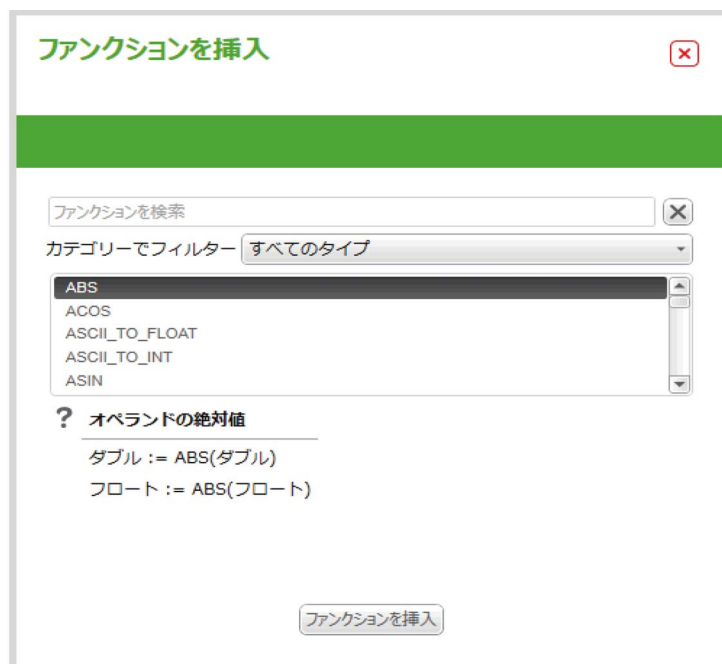 ファンクションを挿入
ファンクションを検索
カテゴリーでフィルター すべてのタイプ
ABS
ACOS
ASCII_TO_FLOAT
ASCII_TO_INT
ASIN
? オペランドの絶対値
ダブル := ABS(ダブル)
フロート := ABS(フロート)
ファンクションを挿入